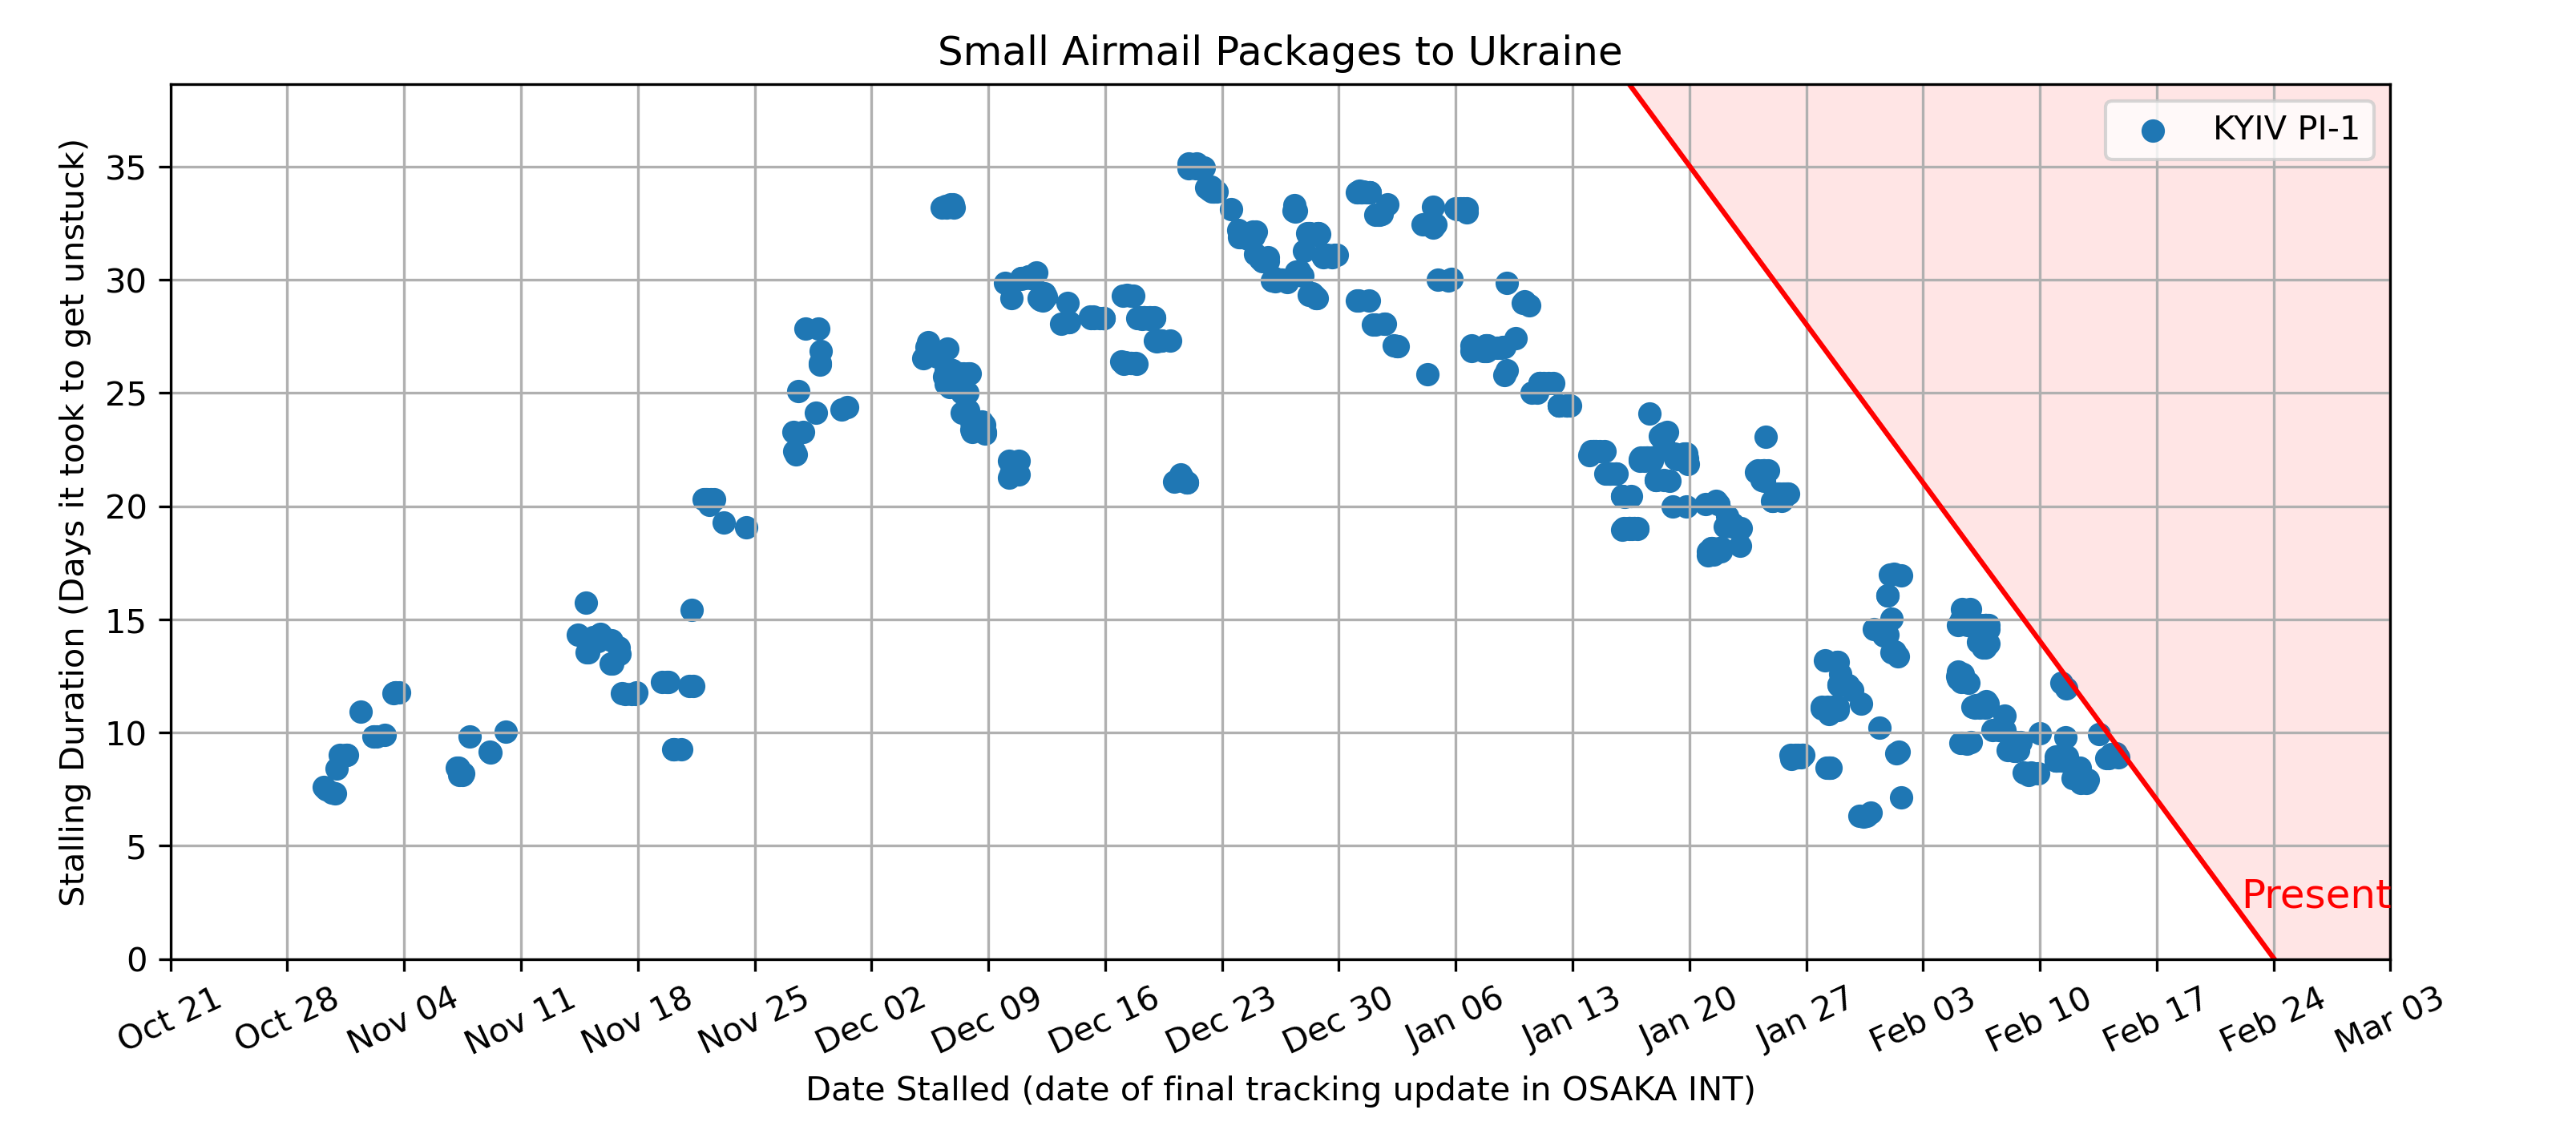 Small Airmail Packages to Ukraine
KYIV PI-1
Stalling Duration (Days it took to get unstuck)
35
30
25
20
15
10
5
0
Present
Oct 21
Oct 28
Nov 04
Nov 11
Nov 18
Nov 25
Dec 02
Dec 09
Dec 16
Dec 23
Dec 30
Jan 06
Jan 13
Jan 20
Jan 27
Feb 03
Feb 10
Feb 17
Feb 24
Mar 03
Date Stalled (date of final tracking update in OSAKA INT)